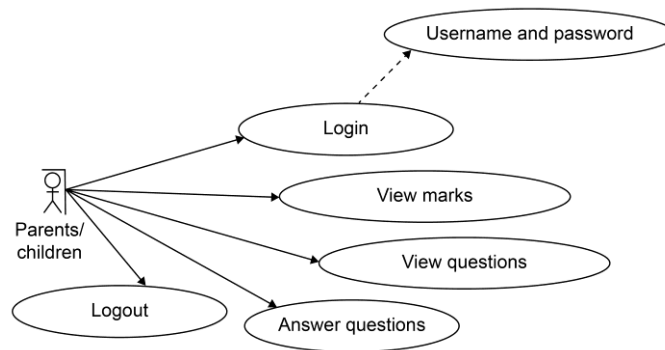 Username and password
Login
View marks
Parents/
children
View questions
Logout
Answer questions